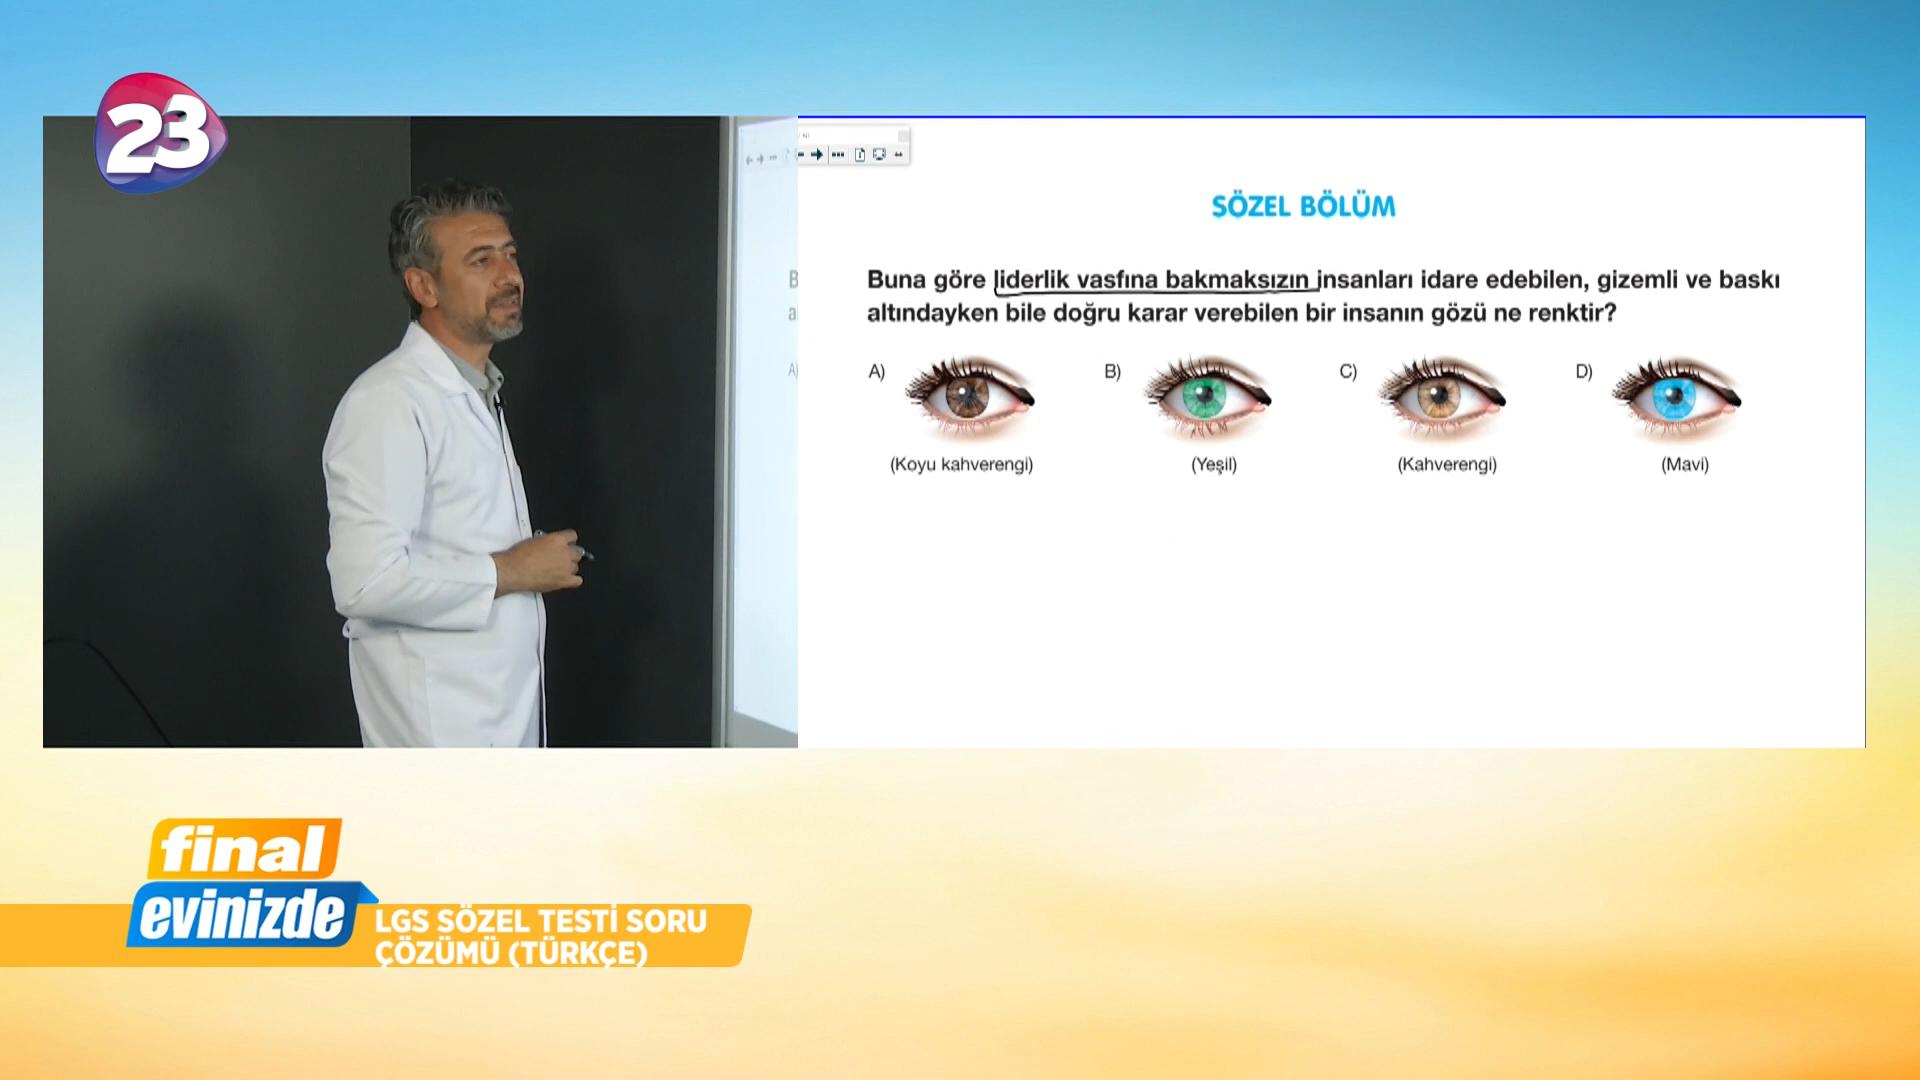 23
SÖZEL BÖLÜM
Buna göre liderlik vasfına bakmaksızın insanları idare edebilen, gizemli ve baskı
altındayken bile doğru karar verebilen bir insanın gözü ne renktir?
A)
B)
C)
D)
(Koyu kahverengi)
(Yeşil)
(Kahverengi)
(Mavi)
final
evinizde
LGS SÖZEL TESTİ SORU
ÇÖZÜMÜ (TÜRKÇE)